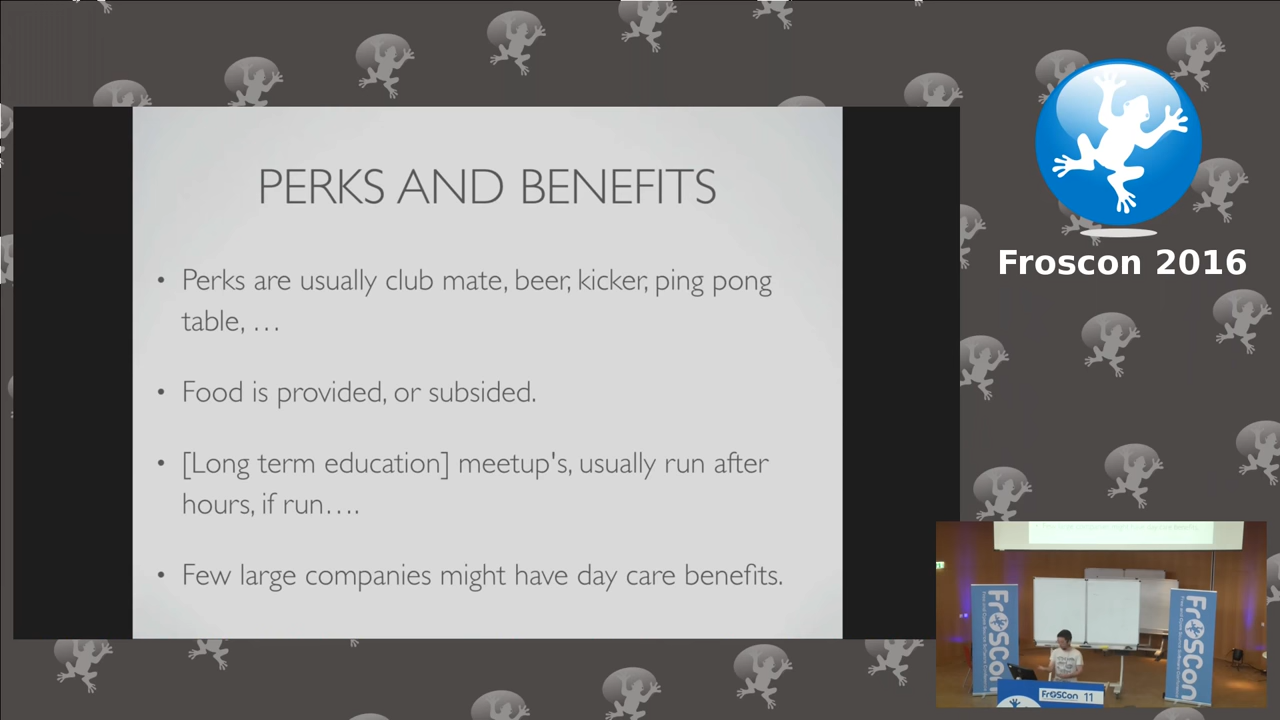 PERKS AND BENEFITS
• Perks are usually club mate, beer, kicker, ping pong
table, …
• Food is provided, or subsided.
• [Long term education] meetup's, usually run after
hours, if run….
• Few large companies might have day care benefits.
Froscon 2016
FrOSCon
FrOSCon
FrOSCon 11